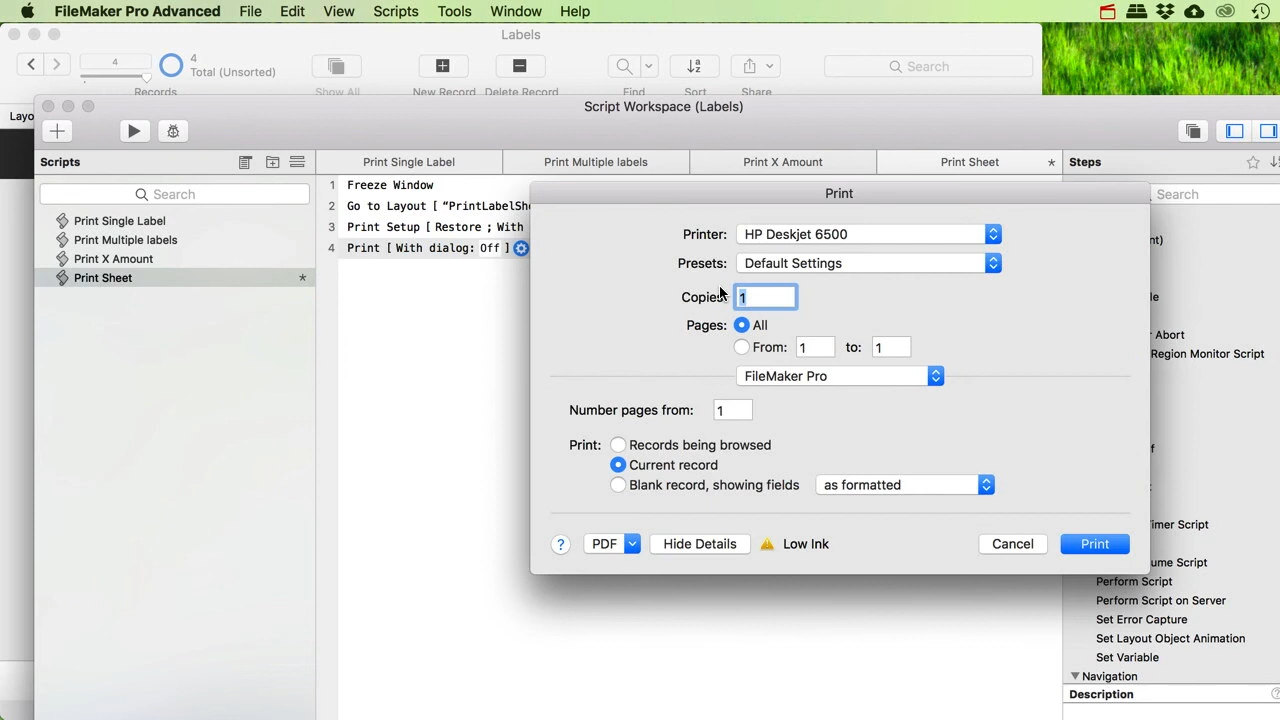 FileMaker Pro Advanced File Edit View Scripts Tools Window Help
Labels
4
4
Total (Unsorted)
Search
Records Show All New Record Delete Record Find Sort Share
Layo
Script Workspace (Labels)
Scripts
Print Single Label Print Multiple labels Print X Amount Print Sheet *
Steps
Search
Search
Print Single Label
Print Multiple labels
Print X Amount
Print Sheet *
1 Freeze Window
2 Go to Layout [ “PrintLabelShe
3 Print Setup [ Restore ; With
4 Print [ With dialog: Off ]
Print
Printer: HP Deskjet 6500
Presets: Default Settings
Copies: 1
Pages: All
From: 1 to: 1
FileMaker Pro
Number pages from: 1
Print: Records being browsed
Current record
Blank record, showing fields as formatted
? PDF Hide Details Low Ink Cancel Print
nt)
le
r Abort
Region Monitor Script
f
imer Script
ume Script
Perform Script
Perform Script on Server
Set Error Capture
Set Layout Object Animation
Set Variable
Navigation
Description